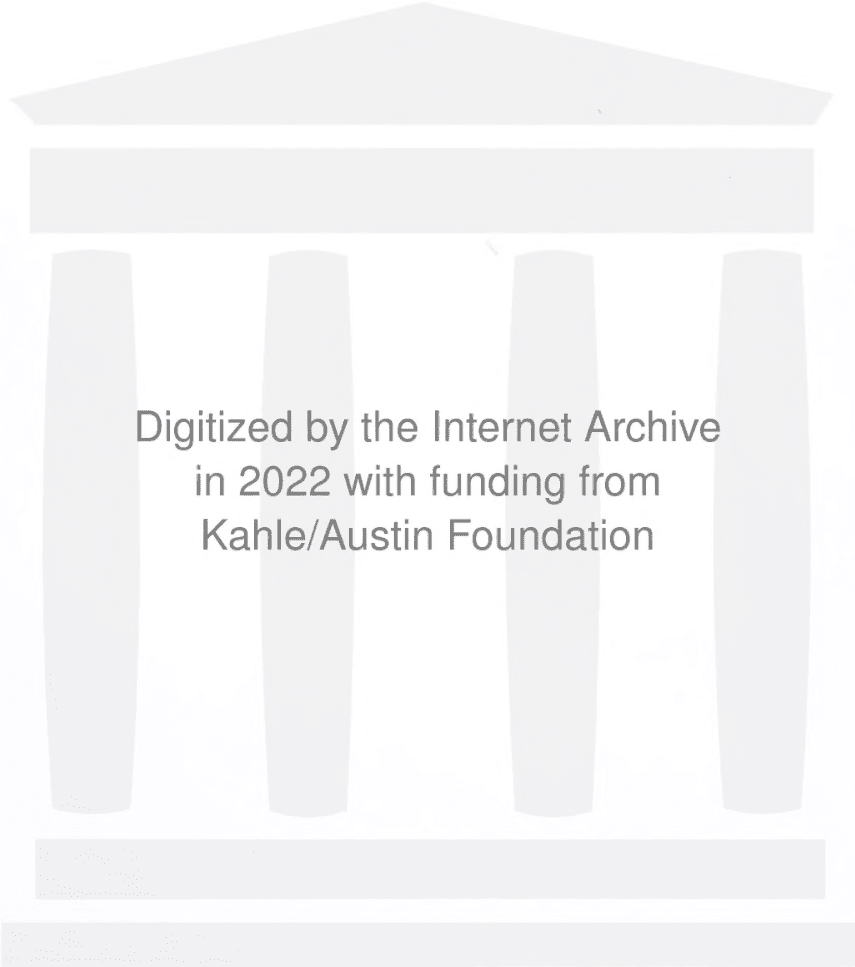 Digitized by the Internet Archive
in 2022 with funding from
Kahle/Austin Foundation